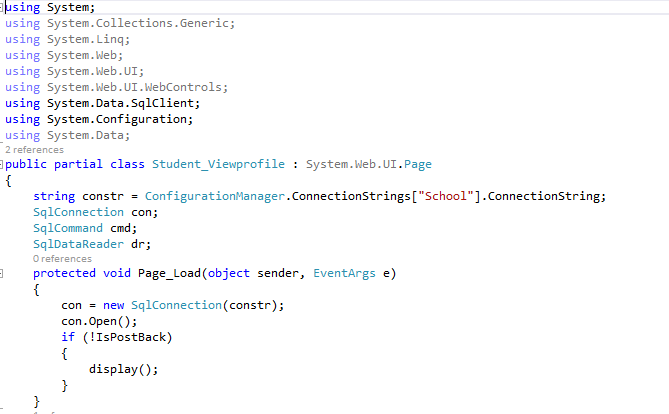 using System;
using System.Collections.Generic;
using System.Linq;
using System.Web;
using System.Web.UI;
using System.Web.UI.WebControls;
using System.Data.SqlClient;
using System.Configuration;
using System.Data;
2 references
public partial class Student_Viewprofile : System.Web.UI.Page
{
    string constr = ConfigurationManager.ConnectionStrings["School"].ConnectionString;
    SqlConnection con;
    SqlCommand cmd;
    SqlDataReader dr;
    0 references
    protected void Page_Load(object sender, EventArgs e)
    {
        con = new SqlConnection(constr);
        con.Open();
        if (!IsPostBack)
        {
            display();
        }
    }